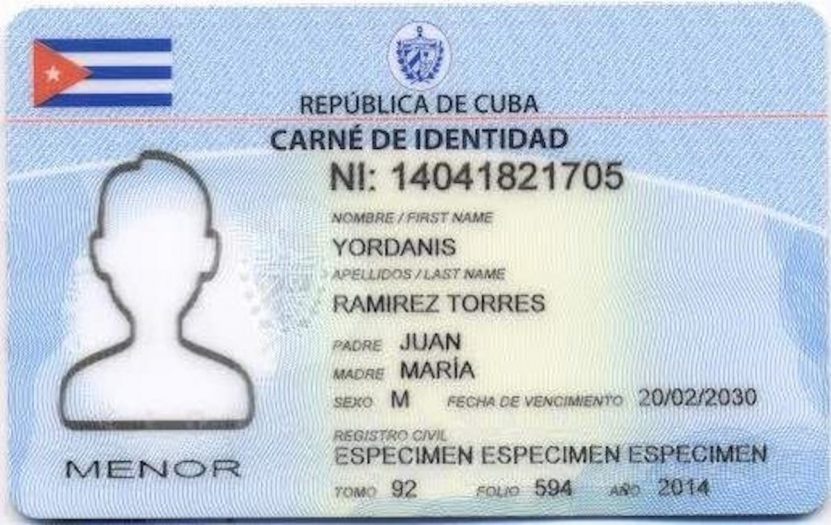 REPÚBLICA DE CUBA
CARNÉ DE IDENTIDAD
NI: 14041821705
NOMBRE / FIRST NAME
YORDANIS
APELLIDOS / LAST NAME
RAMIREZ TORRES
PADRE JUAN
MADRE MARÍA
SEXO M FECHA DE VENCIMIENTO 20/02/2030
REGISTRO CIVIL
ESPECIMEN ESPECIMEN ESPECIMEN
TOMO 92 FOLIO 594 AÑO 2014
MENOR